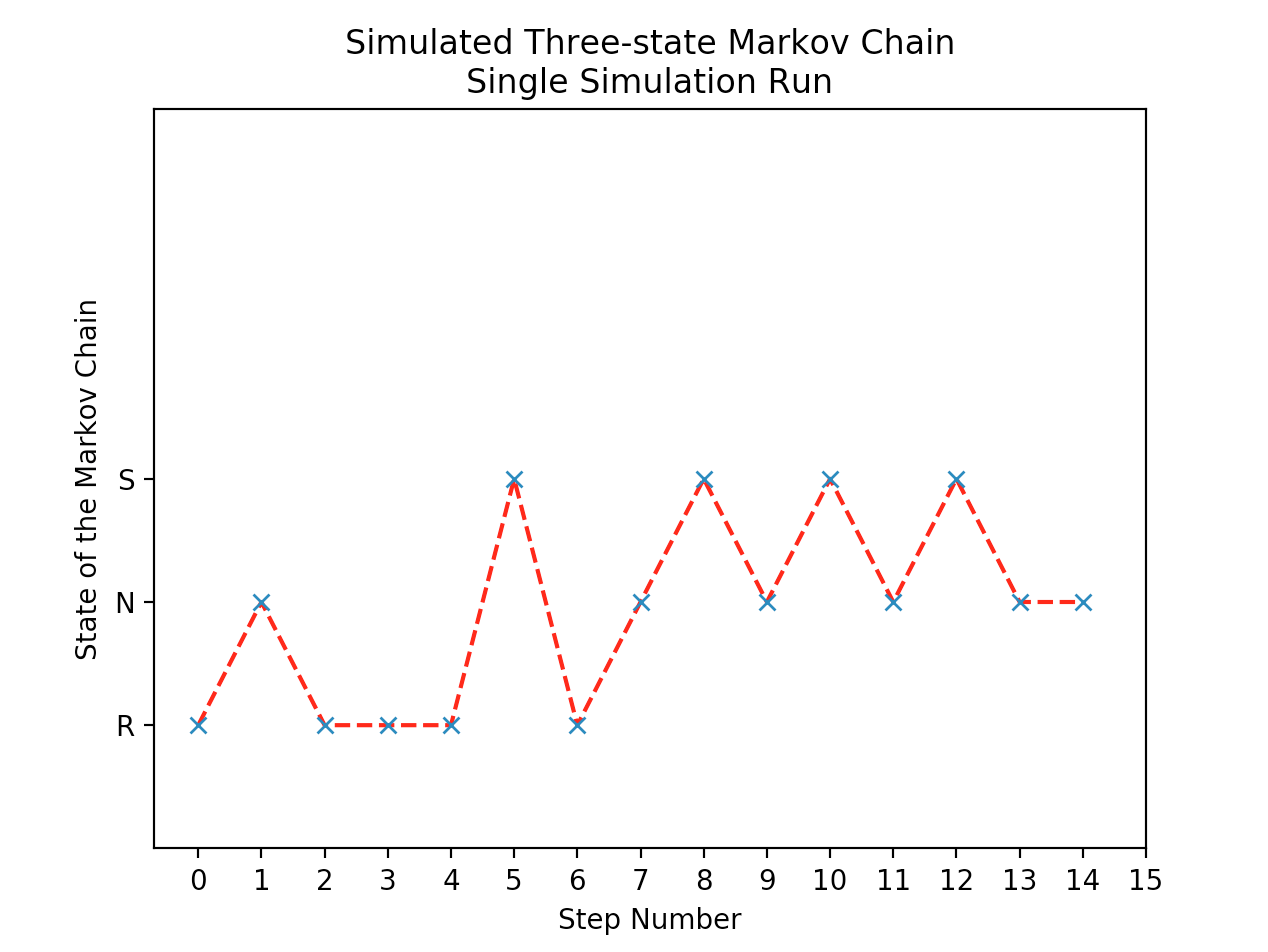 Simulated Three-state Markov Chain
Single Simulation Run
State of the Markov Chain
S
N
R
0 1 2 3 4 5 6 7 8 9 10 11 12 13 14 15
Step Number